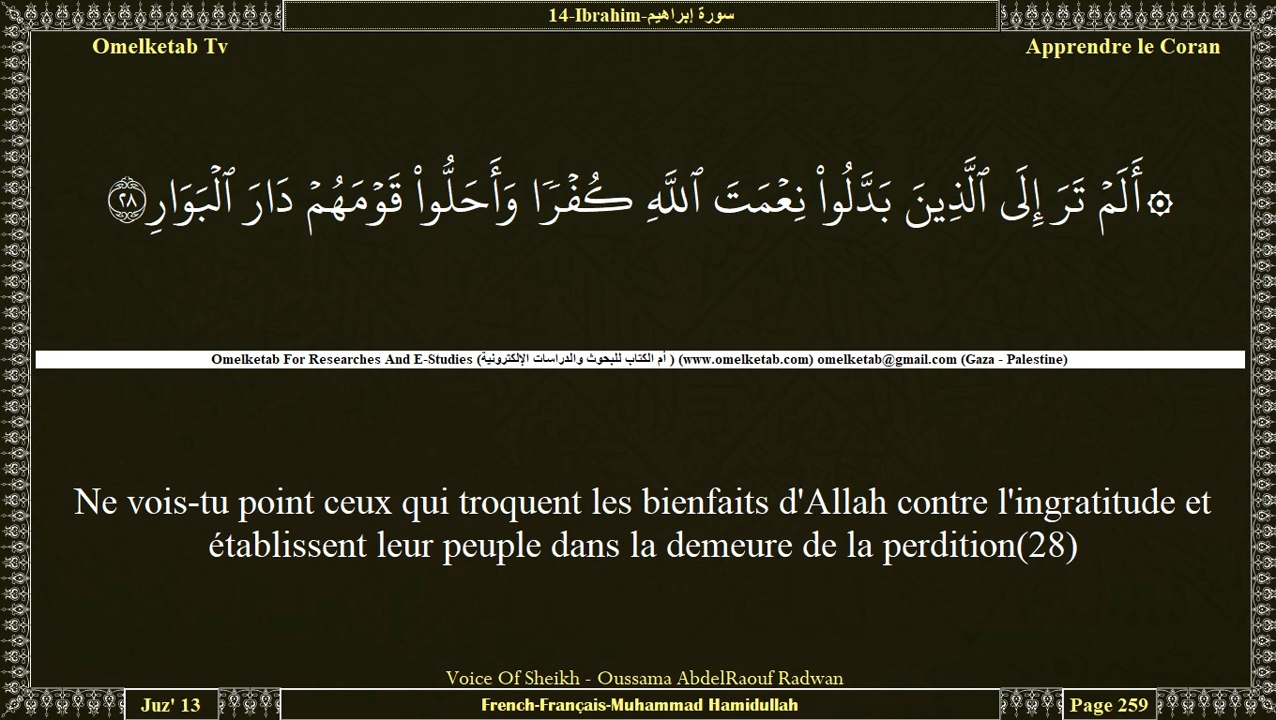 14-Ibrahim-سورة إبراهيم
Omelketab Tv
Apprendre le Coran
۞ أَلَمۡ تَرَ إِلَى ٱلَّذِينَ بَدَّلُواْ نِعۡمَتَ ٱللَّهِ كُفۡرٗا وَأَحَلُّواْ قَوۡمَهُمۡ دَارَ ٱلۡبَوَارِ ٢٨
Omelketab For Researches And E-Studies (أم الكتاب للبحوث والدراسات الإلكترونية ) (www.omelketab.com) omelketab@gmail.com (Gaza - Palestine)
Ne vois-tu point ceux qui troquent les bienfaits d'Allah contre l'ingratitude et
établissent leur peuple dans la demeure de la perdition(28)
Voice Of Sheikh - Oussama AbdelRaouf Radwan
Juz' 13
French-Français-Muhammad Hamidullah
Page 259